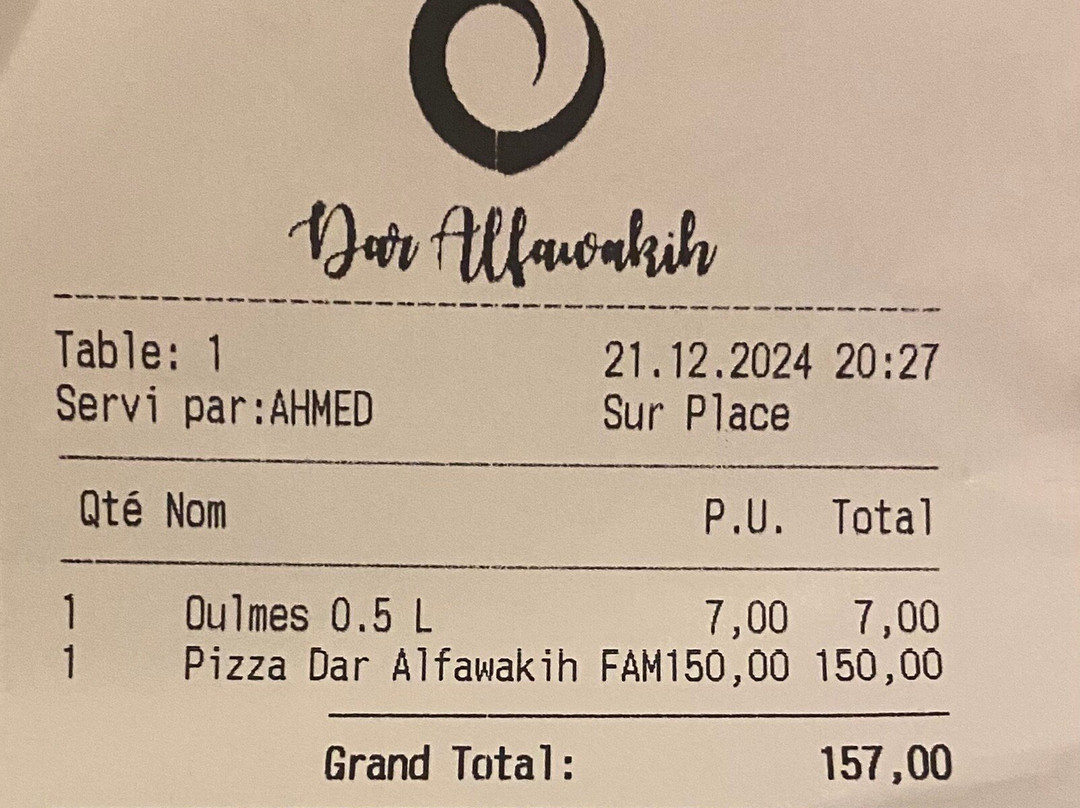 Dar Alfawakih
Table: 1 21.12.2024 20:27
Servi par:AHMED Sur Place
Qté Nom P.U. Total
1 Oulmes 0.5 L 7,00 7,00
1 Pizza Dar Alfawakih FAM150,00 150,00
Grand Total: 157,00